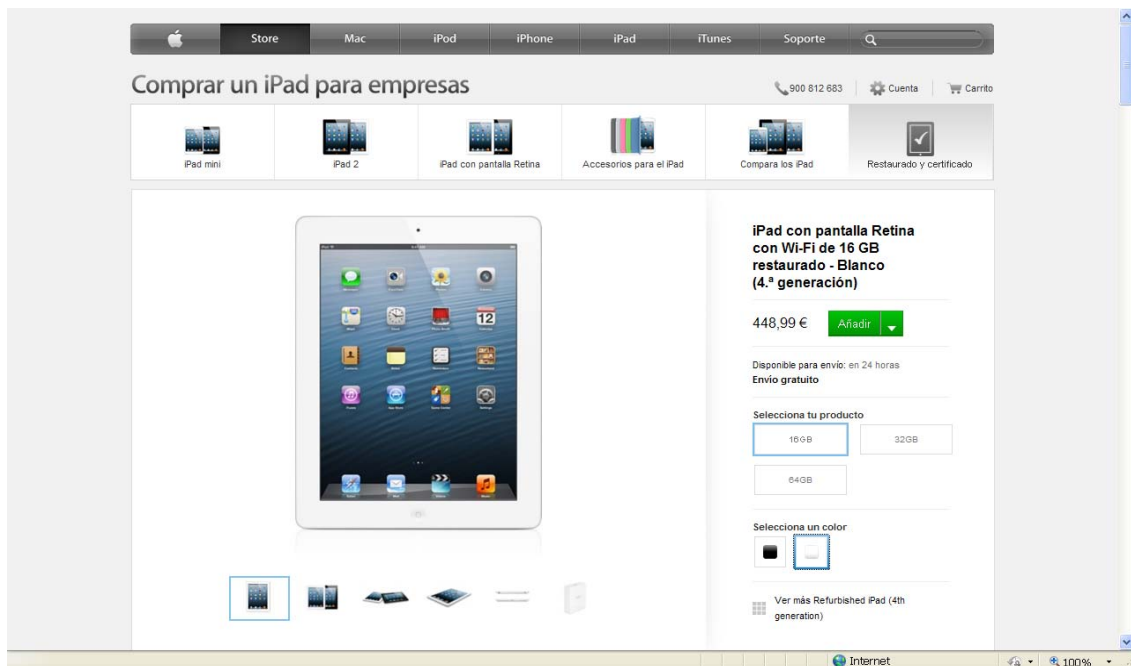 Store Mac iPod iPhone iPad iTunes Soporte
Comprar un iPad para empresas
900 812 683 Cuenta Carrito
iPad mini iPad 2 iPad con pantalla Retina Accesorios para el iPad Compara los iPad Restaurado y certificado
iPad con pantalla Retina
con Wi-Fi de 16 GB
restaurado - Blanco
(4.ª generación)
448,99 € Añadir
12
Disponible para envío: en 24 horas
Envío gratuito
Selecciona tu producto
16GB 32GB
64GB
Selecciona un color
Ver más Refurbished iPad (4th
generation)
Internet 100%